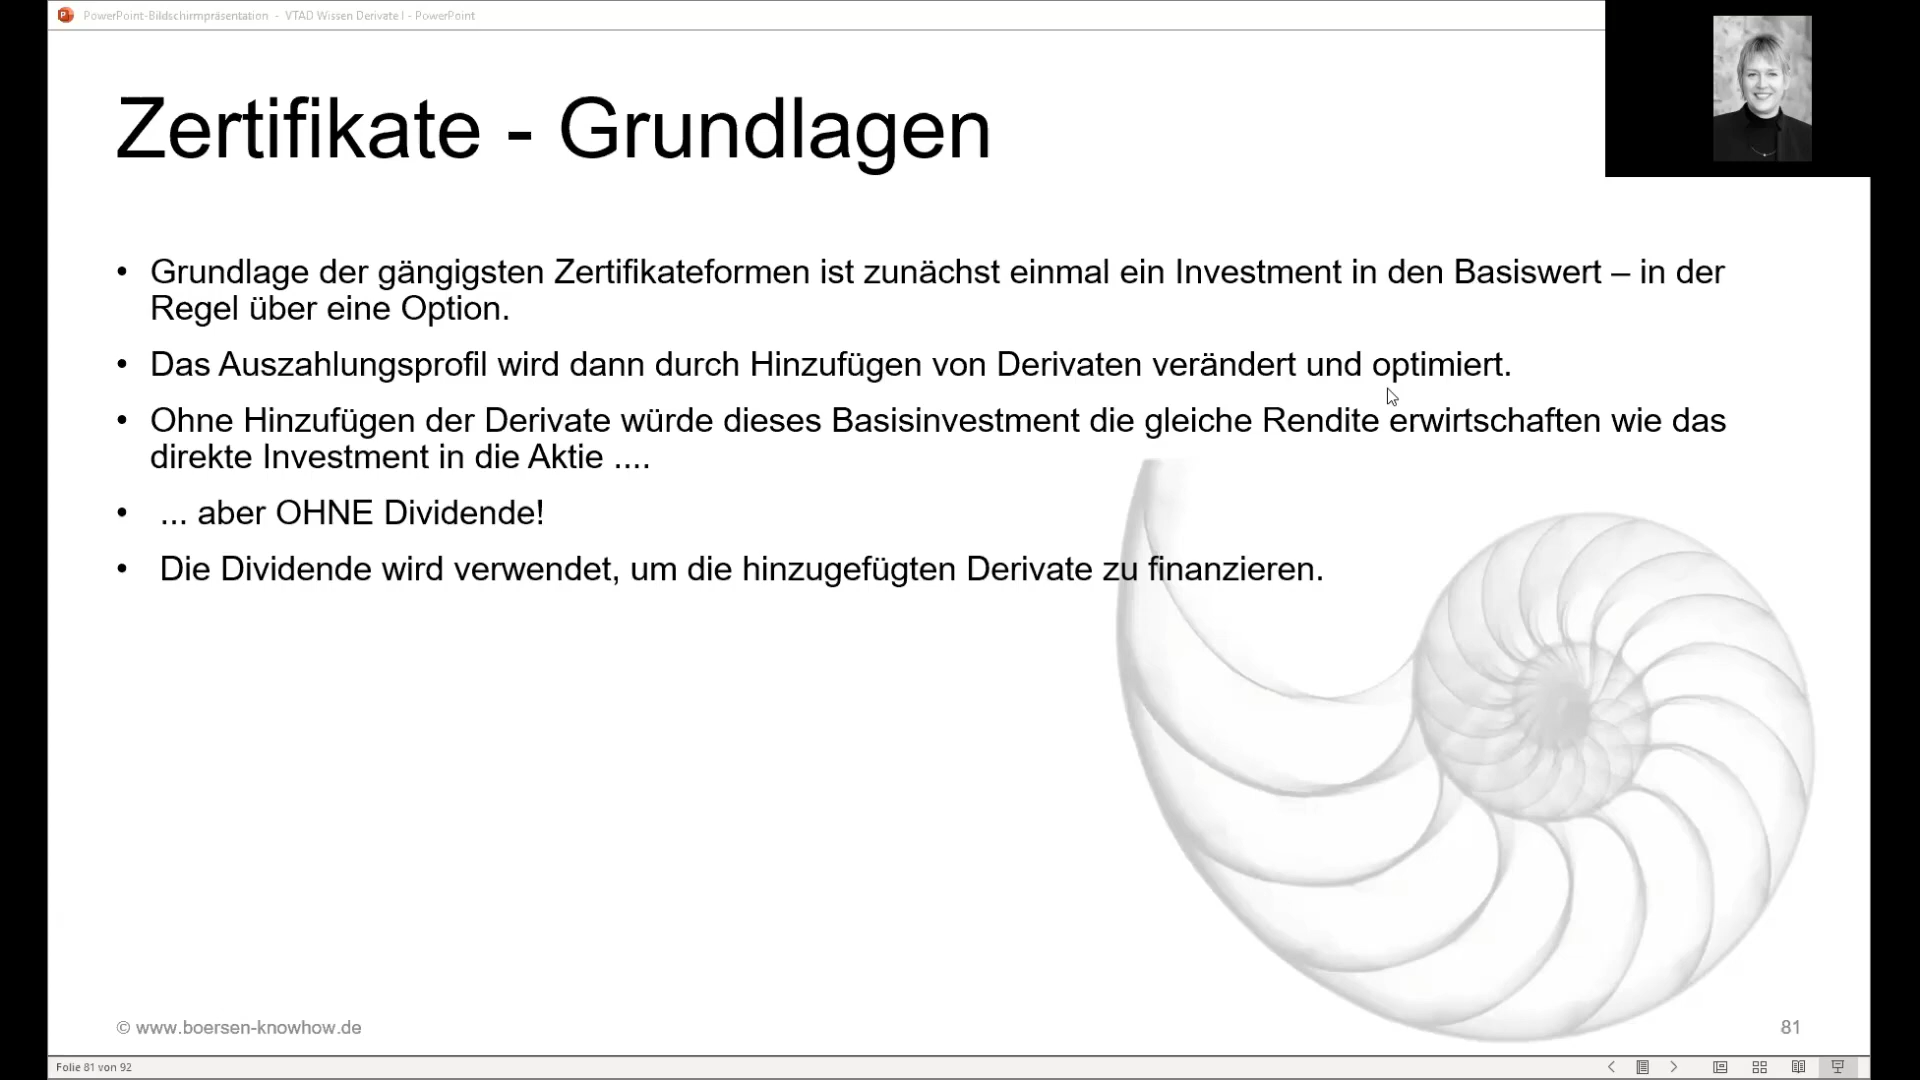 PowerPoint-Bildschirmpräsentation - VTAD Wissen Derivate I - PowerPoint
Zertifikate - Grundlagen
• Grundlage der gängigsten Zertifikateformen ist zunächst einmal ein Investment in den Basiswert – in der
Regel über eine Option.
• Das Auszahlungsprofil wird dann durch Hinzufügen von Derivaten verändert und optimiert.
• Ohne Hinzufügen der Derivate würde dieses Basisinvestment die gleiche Rendite erwirtschaften wie das
direkte Investment in die Aktie ....
• ... aber OHNE Dividende!
• Die Dividende wird verwendet, um die hinzugefügten Derivate zu finanzieren.
© www.boersen-knowhow.de
81
Folie 81 von 92